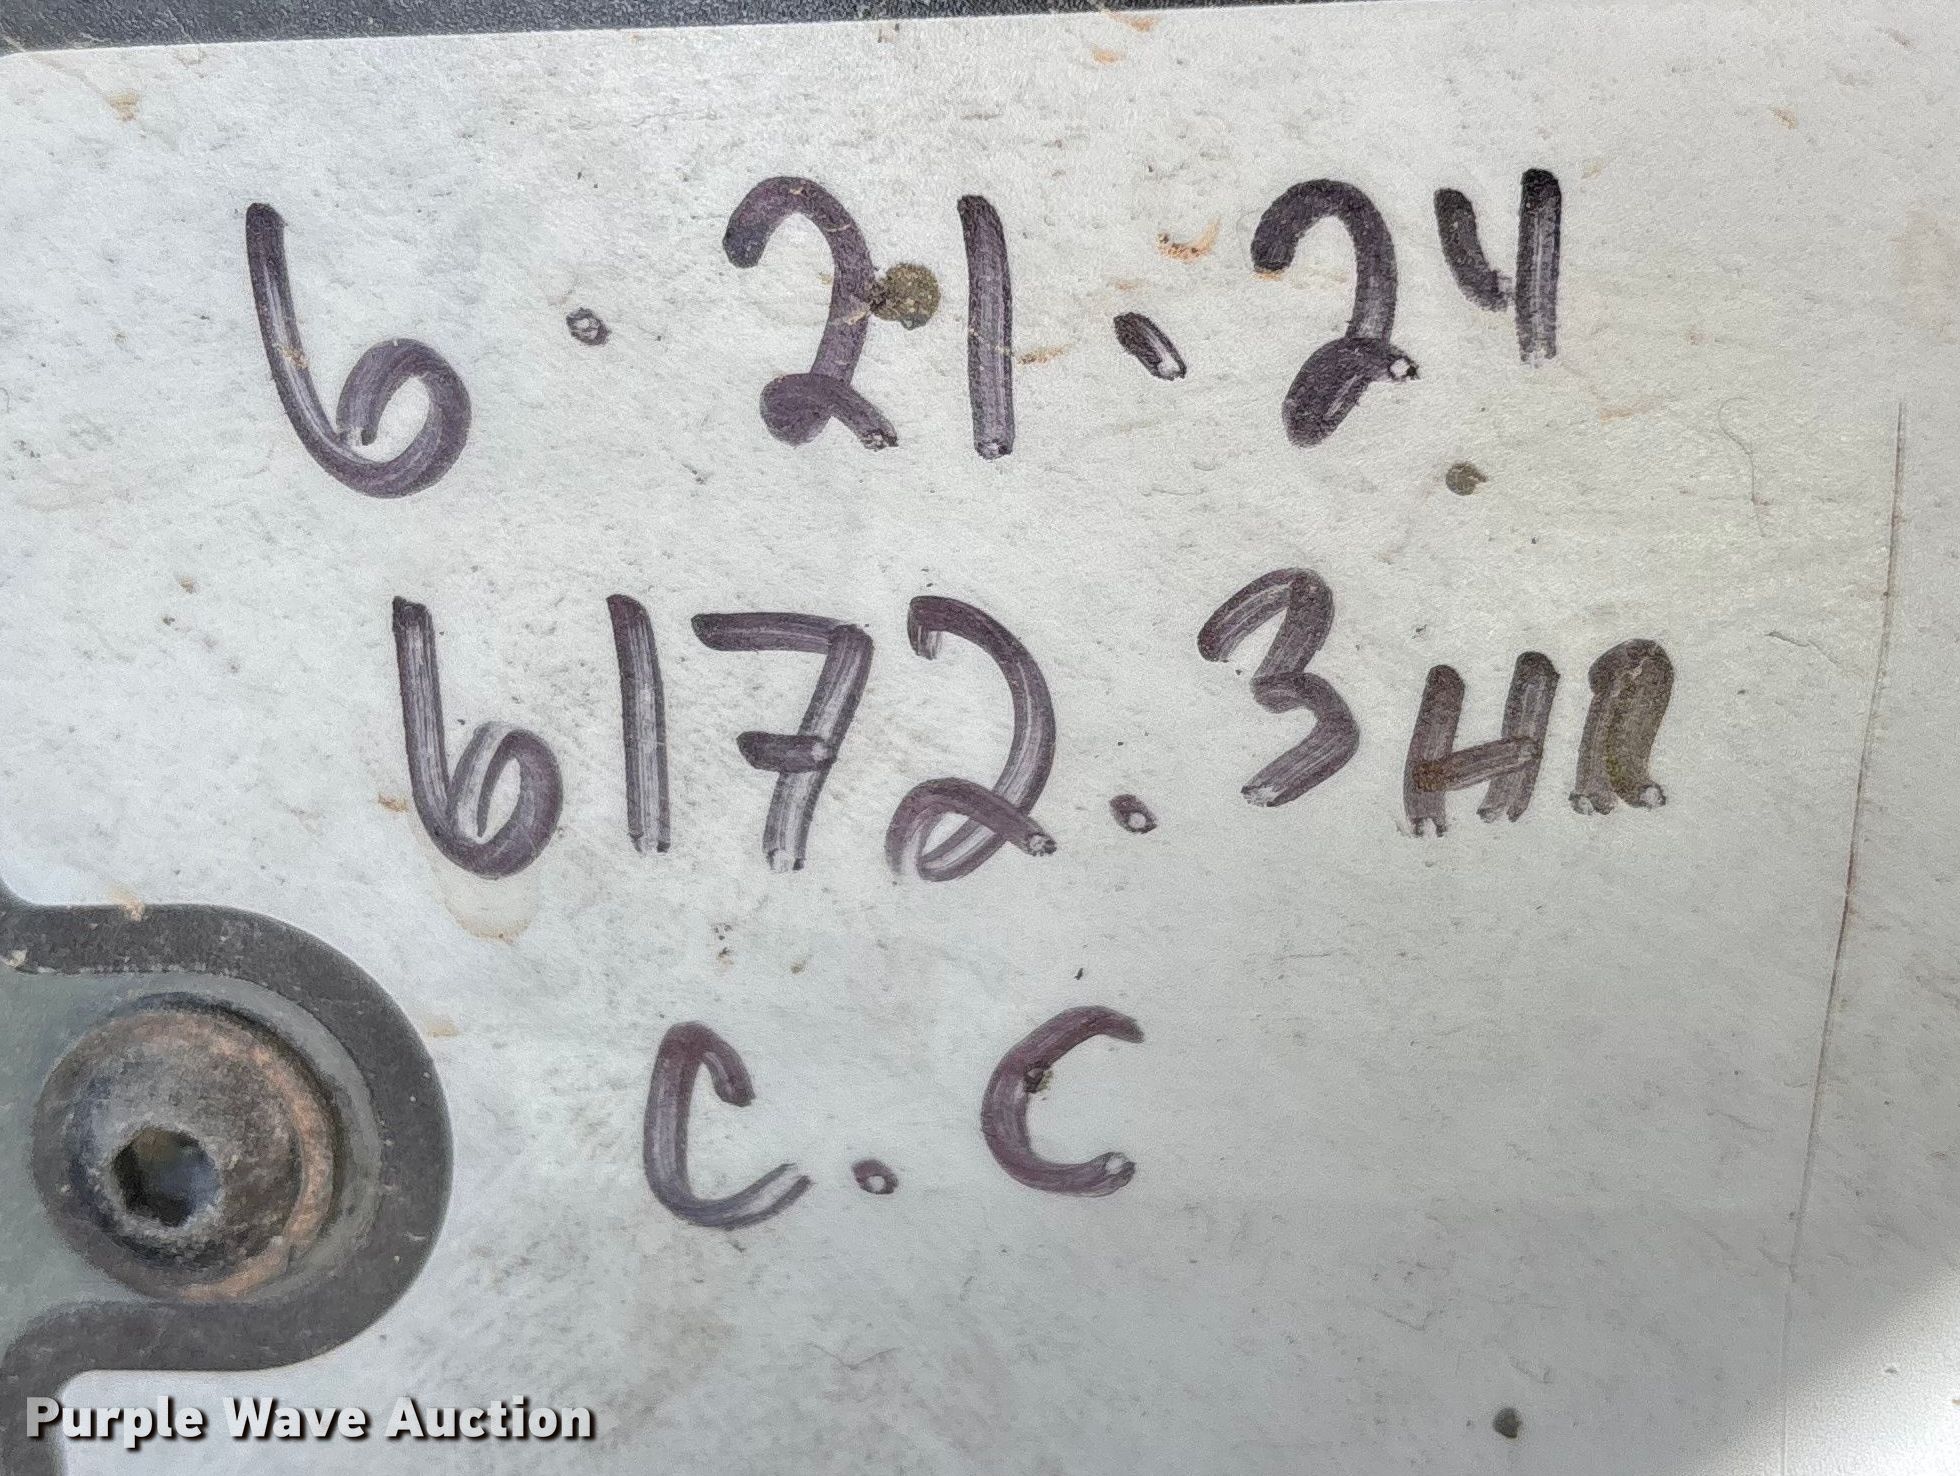 6.21.24
6172.3HR
C.C
Purple Wave Auction